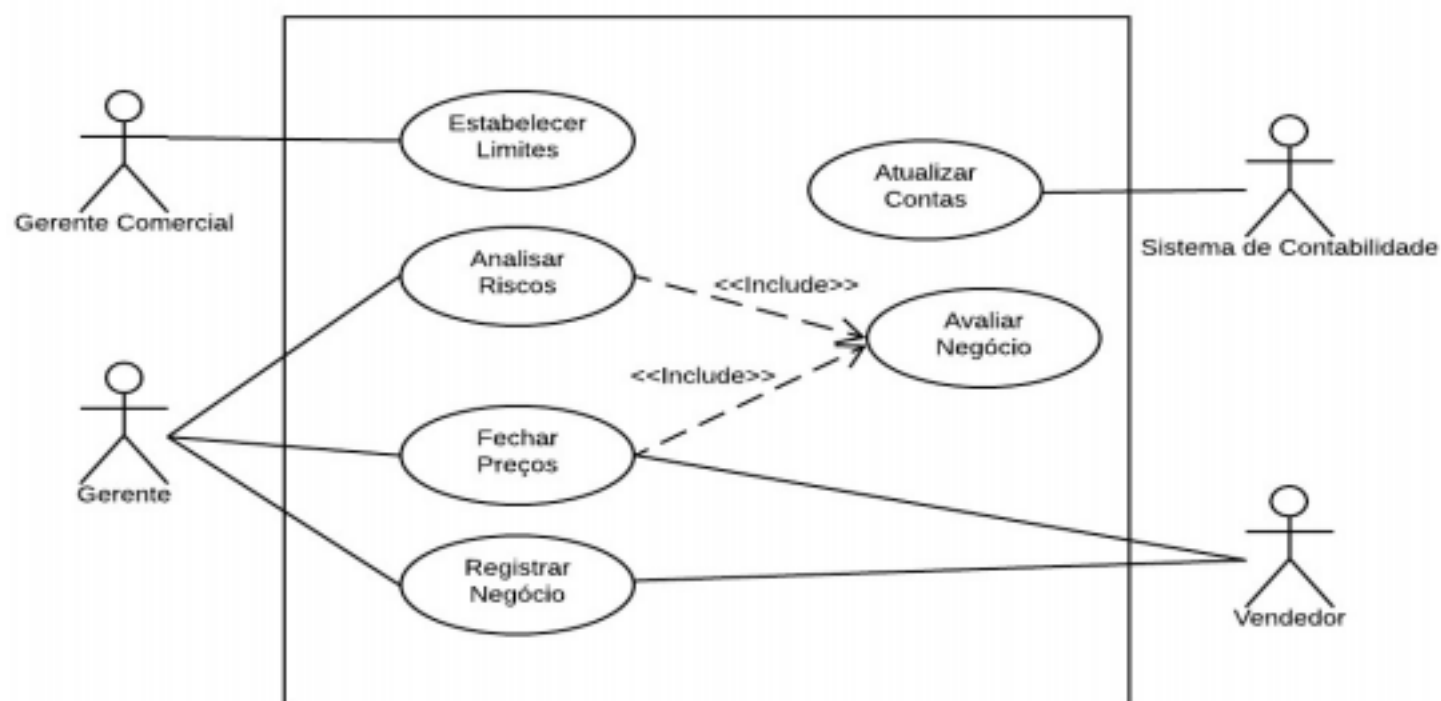 Estabelecer
Limites
Atualizar
Contas
Gerente Comercial
Sistema de Contabilidade
Analisar
Riscos
<<Include>>
Avaliar
Negócio
<<Include>>
Fechar
Preços
Gerente
Registrar
Negócio
Vendedor